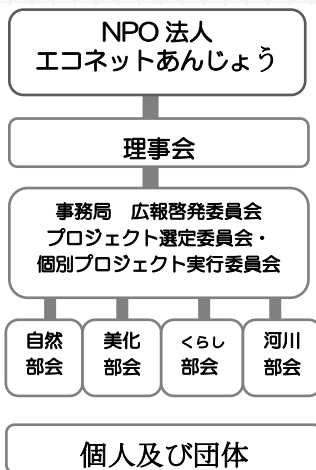 NPO 法人
エコネットあんじょう
理事会
事務局　広報啓発委員会
プロジェクト選定委員会・
個別プロジェクト実行委員会
自然
部会
美化
部会
くらし
部会
河川
部会
個人及び団体